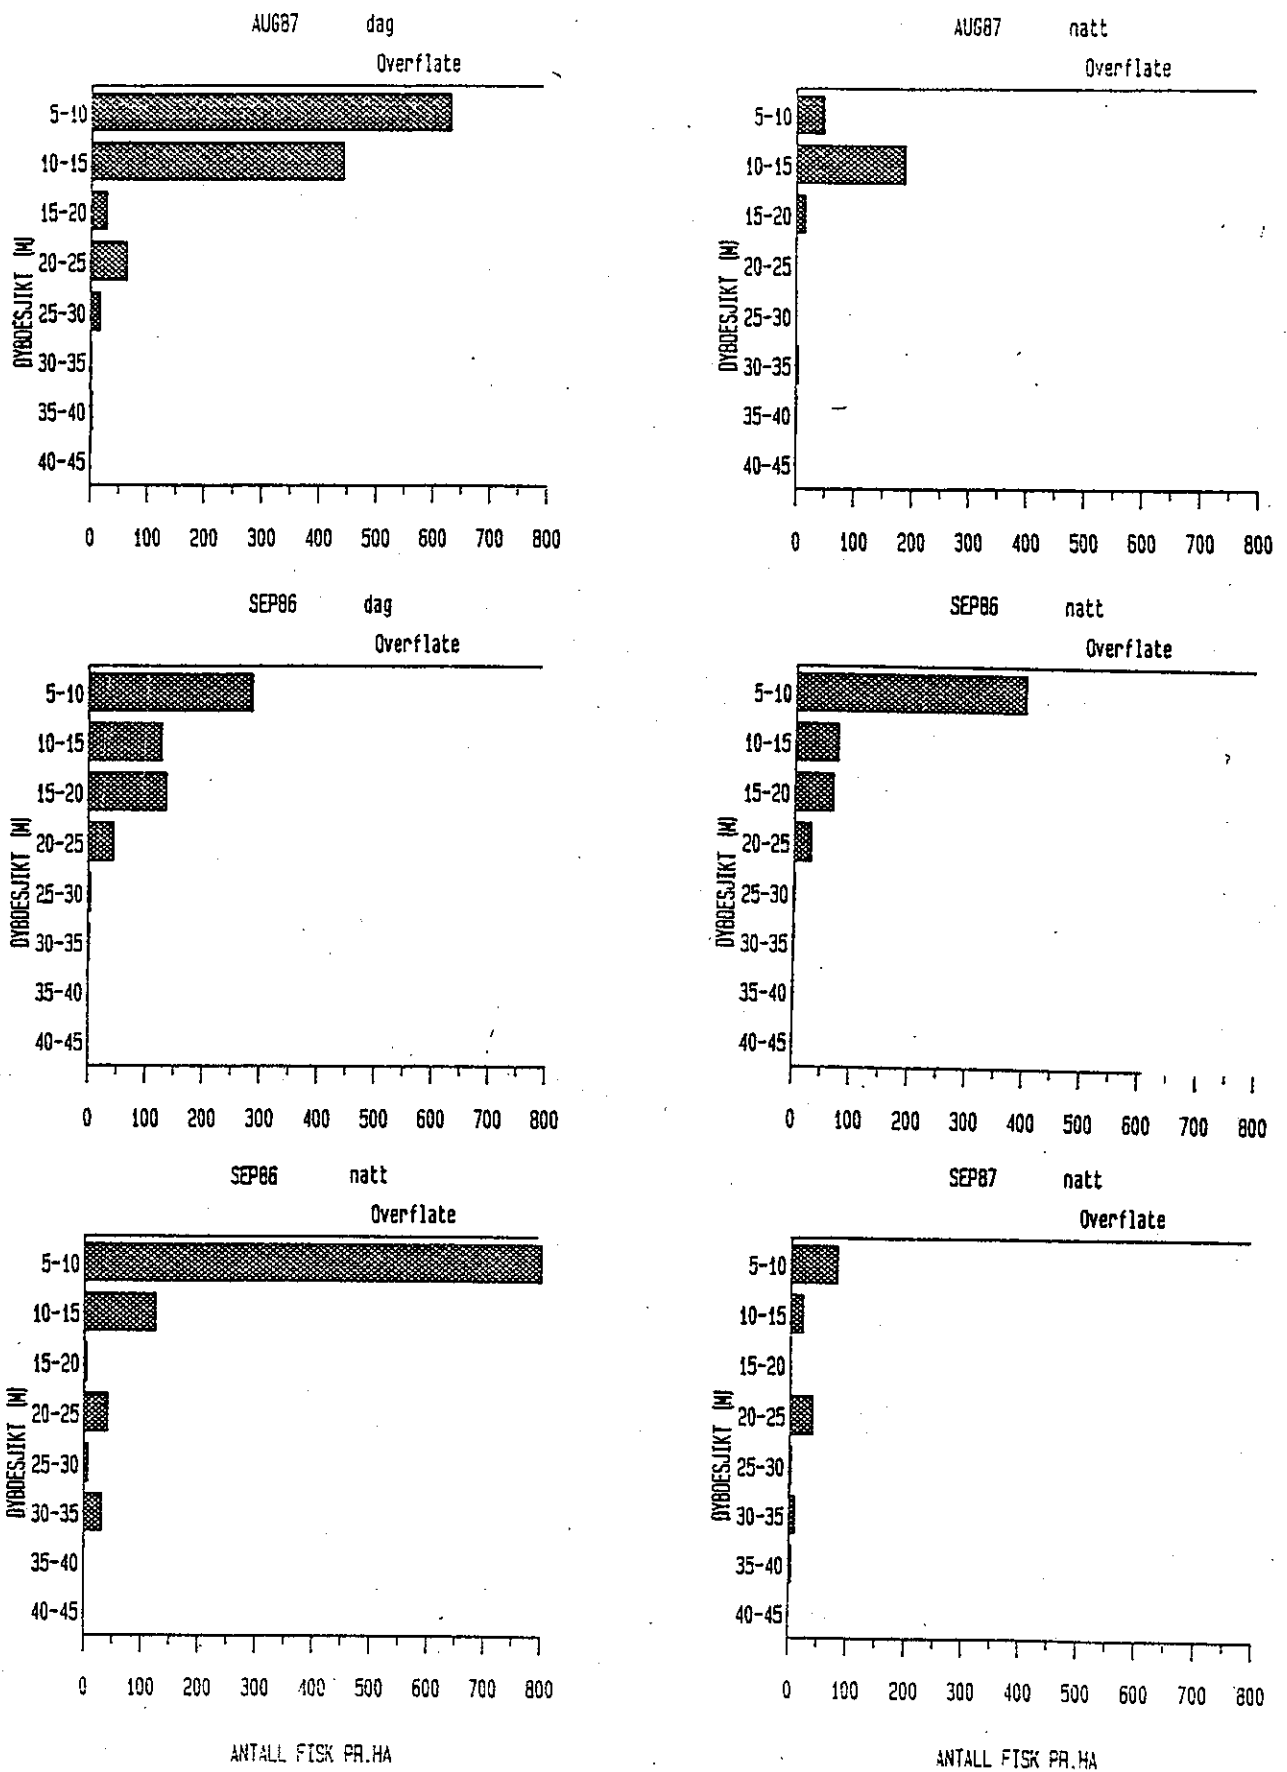 AUG87 dag
Overflate
5-10
10-15
15-20
20-25
25-30
30-35
35-40
40-45
DYBDESJIKT (M)
0 100 200 300 400 500 600 700 800
AUG87 natt
Overflate
5-10
10-15
15-20
20-25
25-30
30-35
35-40
40-45
DYBDESJIKT (M)
0 100 200 300 400 500 600 700 800
SEP86 dag
Overflate
5-10
10-15
15-20
20-25
25-30
30-35
35-40
40-45
DYBDESJIKT (M)
0 100 200 300 400 500 600 700 800
SEP86 natt
Overflate
5-10
10-15
15-20
20-25
25-30
30-35
35-40
40-45
DYBDESJIKT (M)
0 100 200 300 400 500 600 700 800
SEP86 natt
Overflate
5-10
10-15
15-20
20-25
25-30
30-35
35-40
40-45
DYBDESJIKT (M)
0 100 200 300 400 500 600 700 800
ANTALL FISK PR.HA
SEP87 natt
Overflate
5-10
10-15
15-20
20-25
25-30
30-35
35-40
40-45
DYBDESJIKT (M)
0 100 200 300 400 500 600 700 800
ANTALL FISK PR.HA